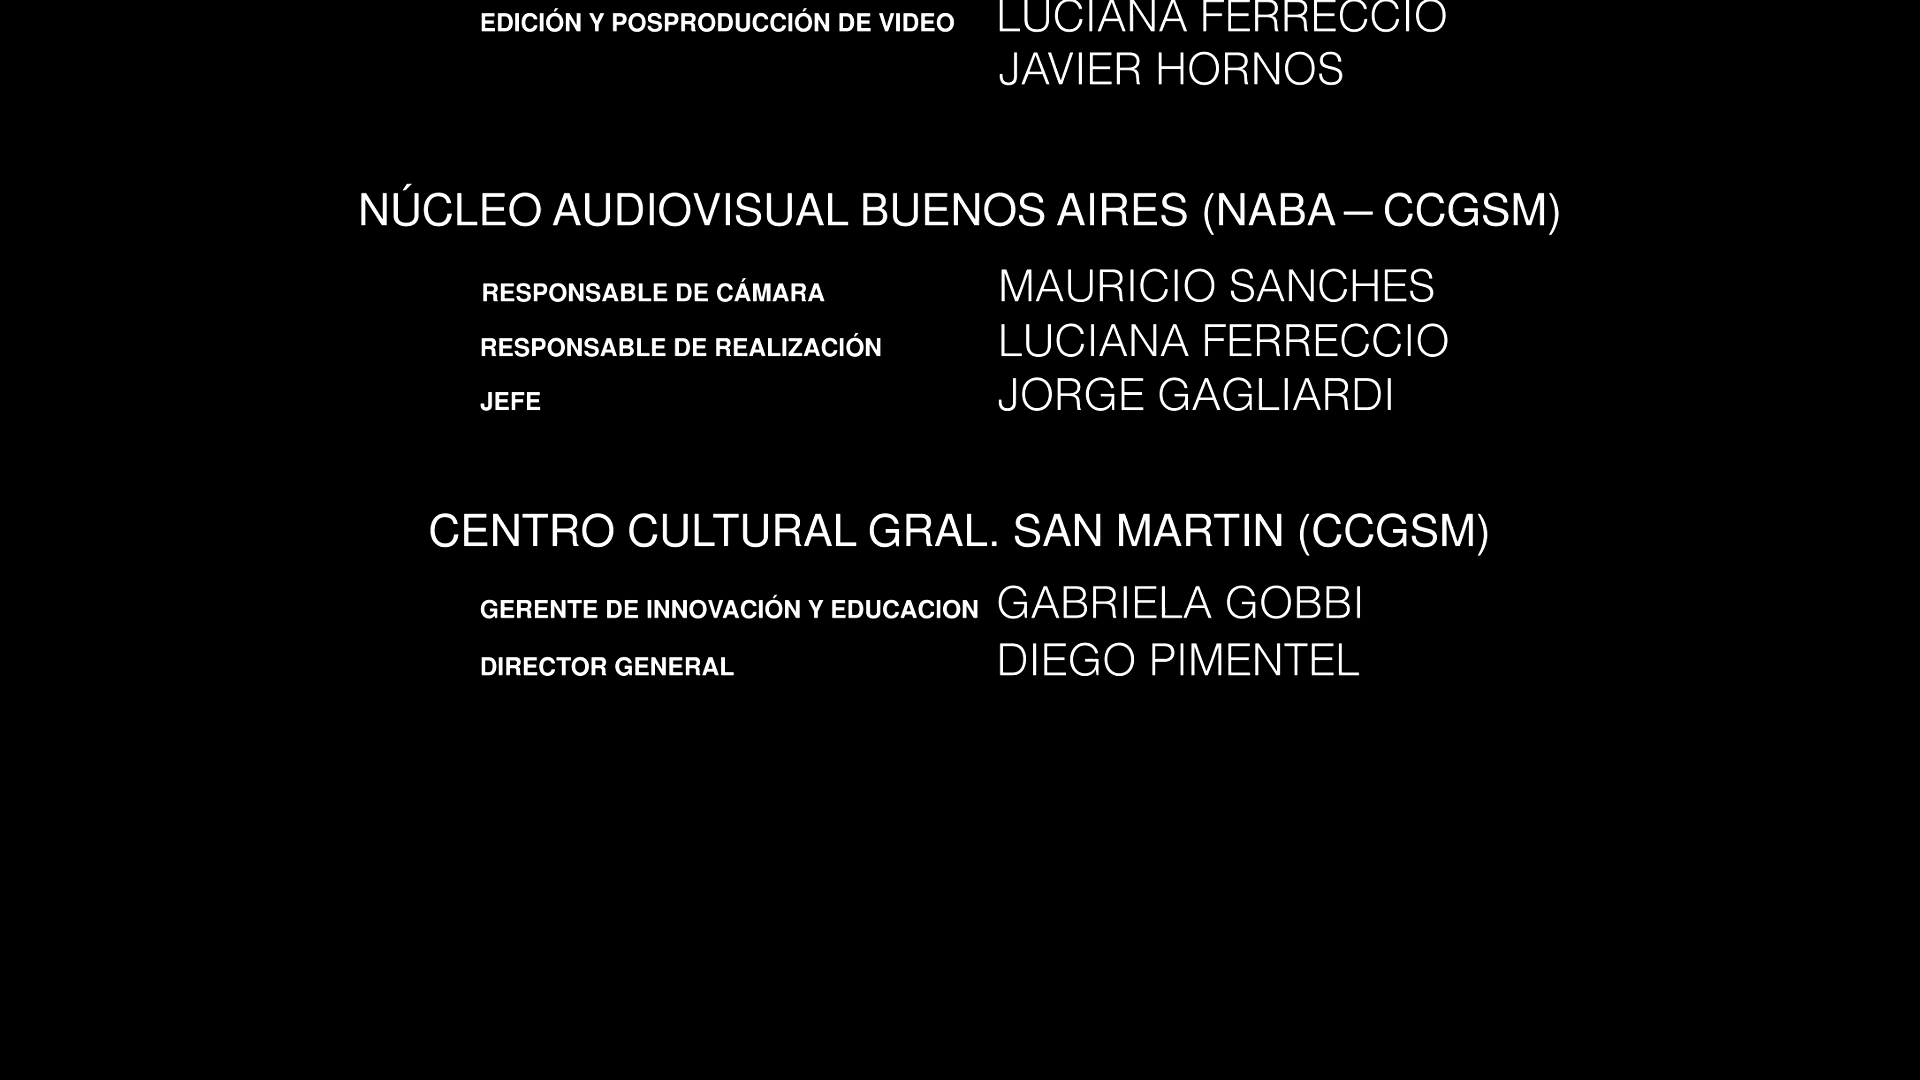 EDICIÓN Y POSPRODUCCIÓN DE VIDEO LUCIANA FERRECCIO
JAVIER HORNOS
NÚCLEO AUDIOVISUAL BUENOS AIRES (NABA — CCGSM)
RESPONSABLE DE CÁMARA MAURICIO SANCHES
RESPONSABLE DE REALIZACIÓN LUCIANA FERRECCIO
JEFE JORGE GAGLIARDI
CENTRO CULTURAL GRAL. SAN MARTIN (CCGSM)
GERENTE DE INNOVACIÓN Y EDUCACION GABRIELA GOBBI
DIRECTOR GENERAL DIEGO PIMENTEL